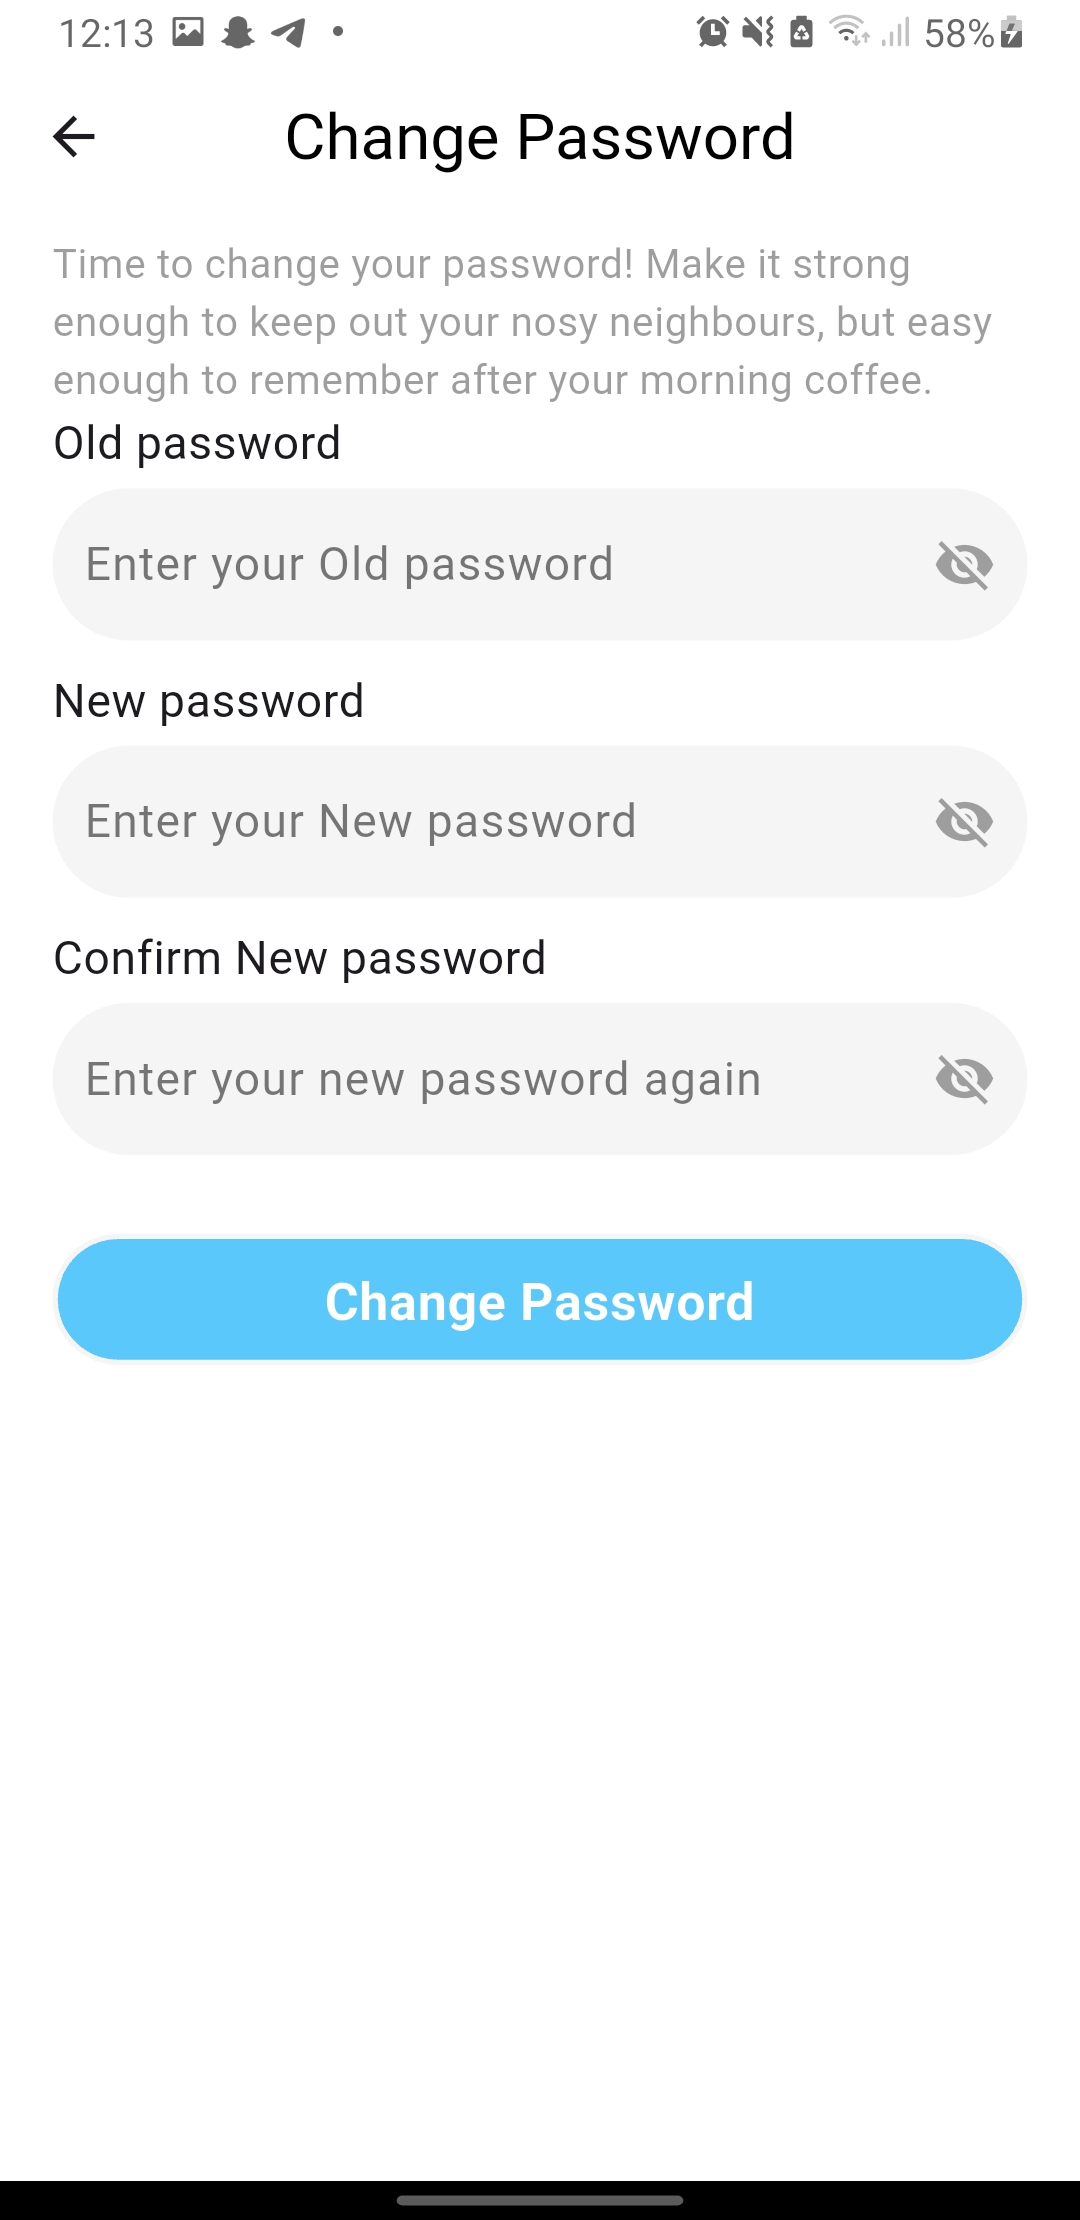 12:13
58%
Change Password
Time to change your password! Make it strong
enough to keep out your nosy neighbours, but easy
enough to remember after your morning coffee.
Old password
Enter your Old password
New password
Enter your New password
Confirm New password
Enter your new password again
Change Password